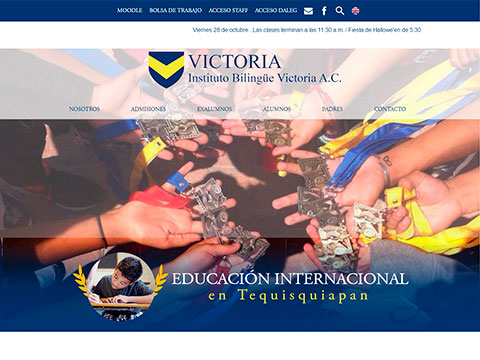 MOODLE BOLSA DE TRABAJO ACCESO STAFF ACCESO DALEG
Viernes 28 de octubre...Las clases terminan a las 11:30 a.m. / Fiesta de Hallowe'en de 5:30
VICTORIA
Instituto Bilingüe Victoria A.C.
NOSOTROS ADMISIONES EXALUMNOS ALUMNOS PADRES CONTACTO
EDUCACIÓN INTERNACIONAL
en Tequisquiapan